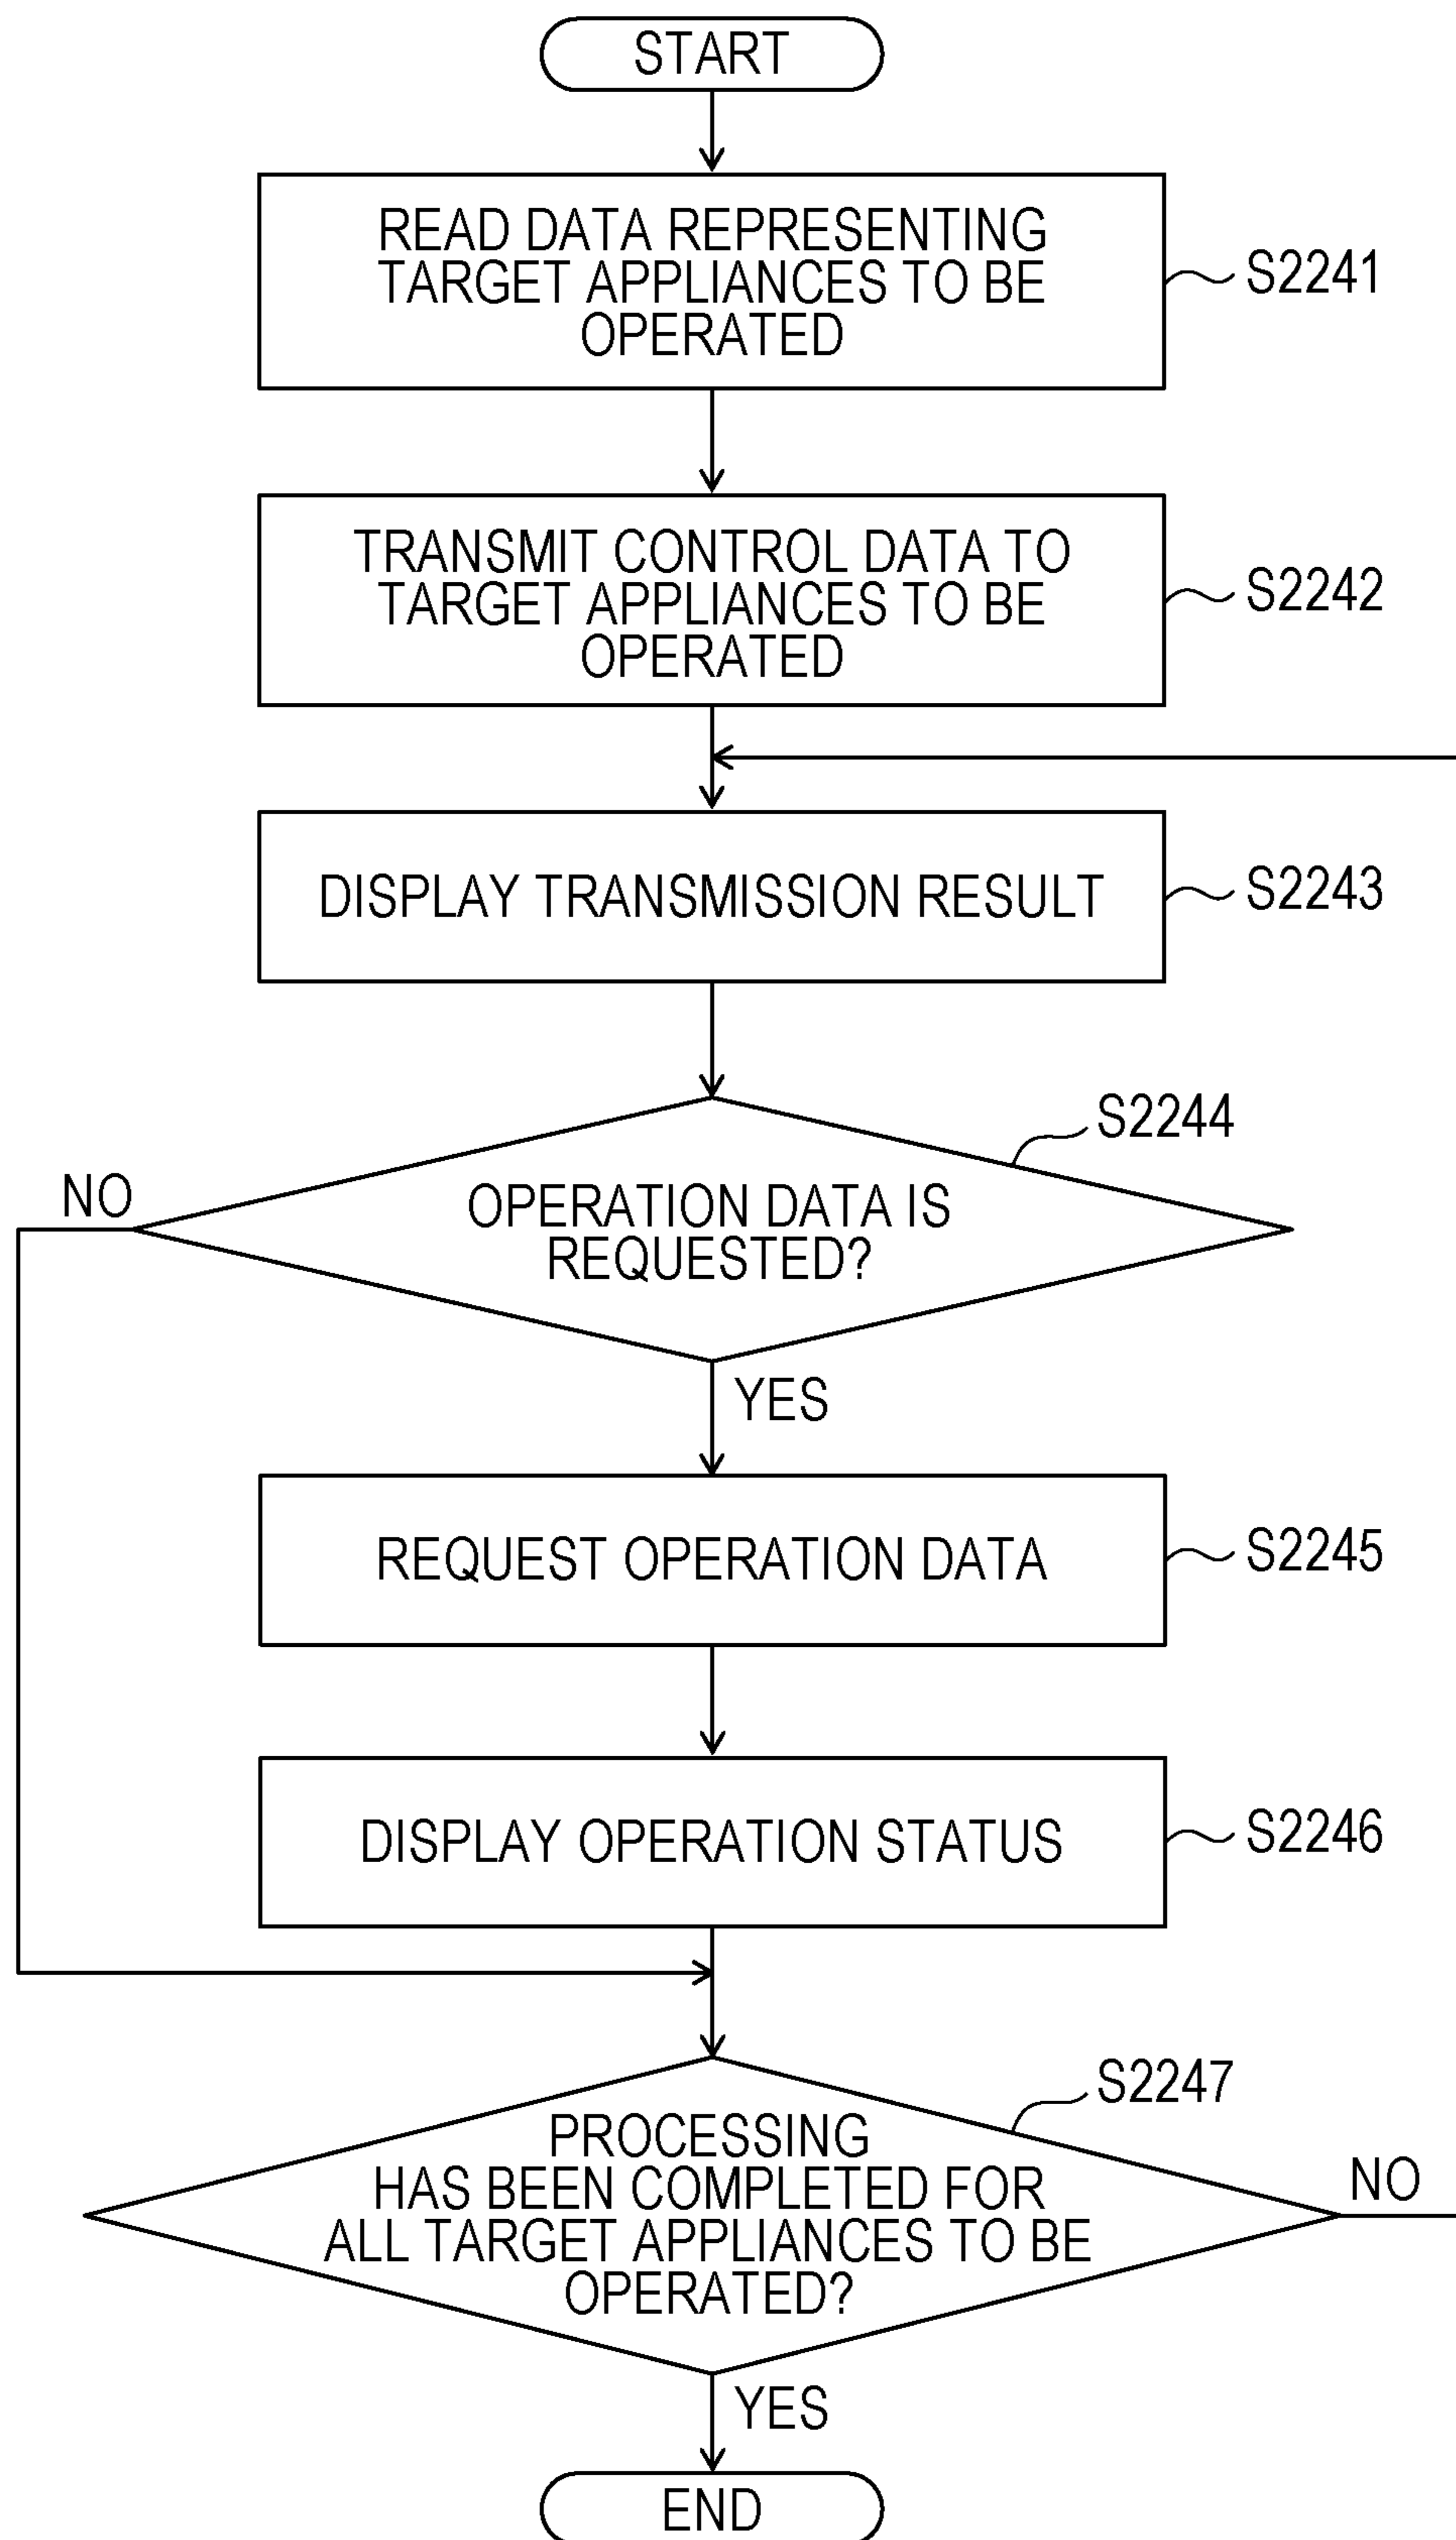 START
READ DATA REPRESENTING
TARGET APPLIANCES TO BE
OPERATED
S2241
TRANSMIT CONTROL DATA TO
TARGET APPLIANCES TO BE
OPERATED
S2242
DISPLAY TRANSMISSION RESULT
S2243
S2244
NO
OPERATION DATA IS
REQUESTED?
YES
REQUEST OPERATION DATA
S2245
DISPLAY OPERATION STATUS
S2246
S2247
PROCESSING
HAS BEEN COMPLETED FOR
ALL TARGET APPLIANCES TO BE
OPERATED?
NO
YES
END